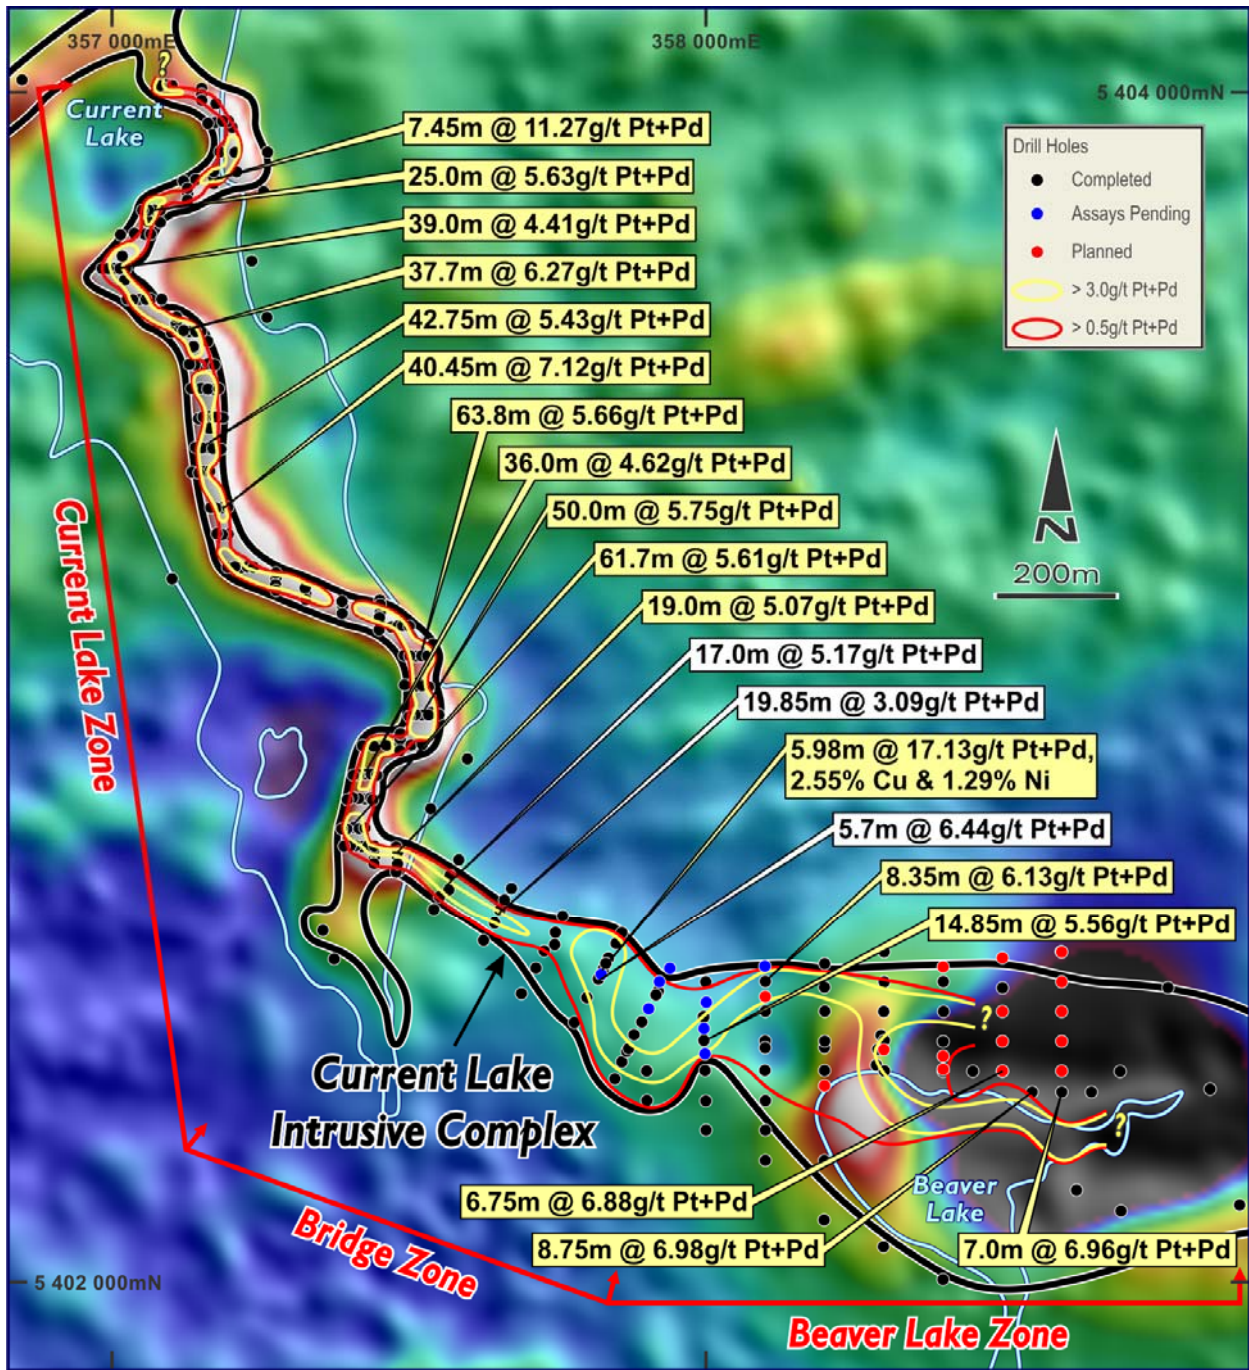 357 000mE
358 000mE
5 404 000mN
?
Current
Lake
7.45m @ 11.27g/t Pt+Pd
25.0m @ 5.63g/t Pt+Pd
39.0m @ 4.41g/t Pt+Pd
37.7m @ 6.27g/t Pt+Pd
42.75m @ 5.43g/t Pt+Pd
40.45m @ 7.12g/t Pt+Pd
63.8m @ 5.66g/t Pt+Pd
36.0m @ 4.62g/t Pt+Pd
50.0m @ 5.75g/t Pt+Pd
61.7m @ 5.61g/t Pt+Pd
19.0m @ 5.07g/t Pt+Pd
17.0m @ 5.17g/t Pt+Pd
19.85m @ 3.09g/t Pt+Pd
5.98m @ 17.13g/t Pt+Pd,
2.55% Cu & 1.29% Ni
5.7m @ 6.44g/t Pt+Pd
8.35m @ 6.13g/t Pt+Pd
14.85m @ 5.56g/t Pt+Pd
Drill Holes
Completed
Assays Pending
Planned
> 3.0g/t Pt+Pd
> 0.5g/t Pt+Pd
N
200m
Current Lake Zone
?
?
Current Lake
Intrusive Complex
Beaver
Lake
6.75m @ 6.88g/t Pt+Pd
8.75m @ 6.98g/t Pt+Pd
7.0m @ 6.96g/t Pt+Pd
Bridge Zone
5 402 000mN
Beaver Lake Zone